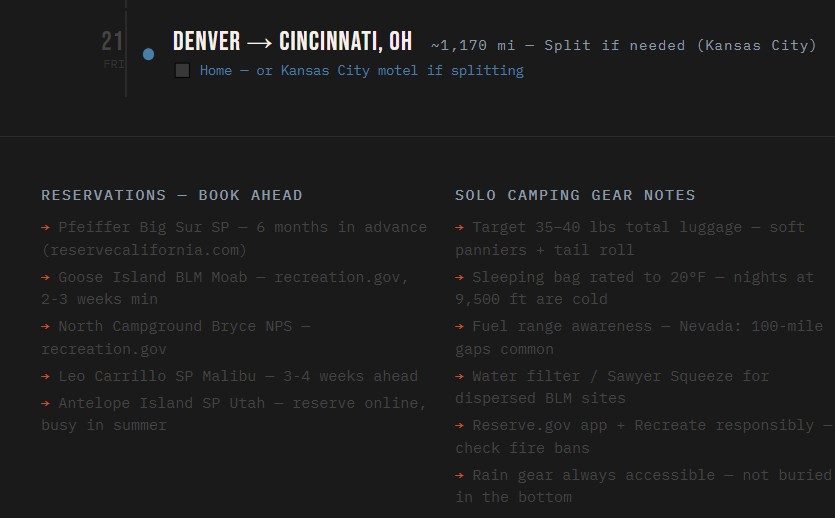 21
FRI
DENVER → CINCINNATI, OH ~1,170 mi — Split if needed (Kansas City)
Home — or Kansas City motel if splitting
RESERVATIONS — BOOK AHEAD
→ Pfeiffer Big Sur SP — 6 months in advance
(reservecalifornia.com)
→ Goose Island BLM Moab — recreation.gov,
2-3 weeks min
→ North Campground Bryce NPS —
recreation.gov
→ Leo Carrillo SP Malibu — 3-4 weeks ahead
→ Antelope Island SP Utah — reserve online,
busy in summer
SOLO CAMPING GEAR NOTES
→ Target 35–40 lbs total luggage — soft
panniers + tail roll
→ Sleeping bag rated to 20°F — nights at
9,500 ft are cold
→ Fuel range awareness — Nevada: 100-mile
gaps common
→ Water filter / Sawyer Squeeze for
dispersed BLM sites
→ Reserve.gov app + Recreate responsibly —
check fire bans
→ Rain gear always accessible — not buried
in the bottom